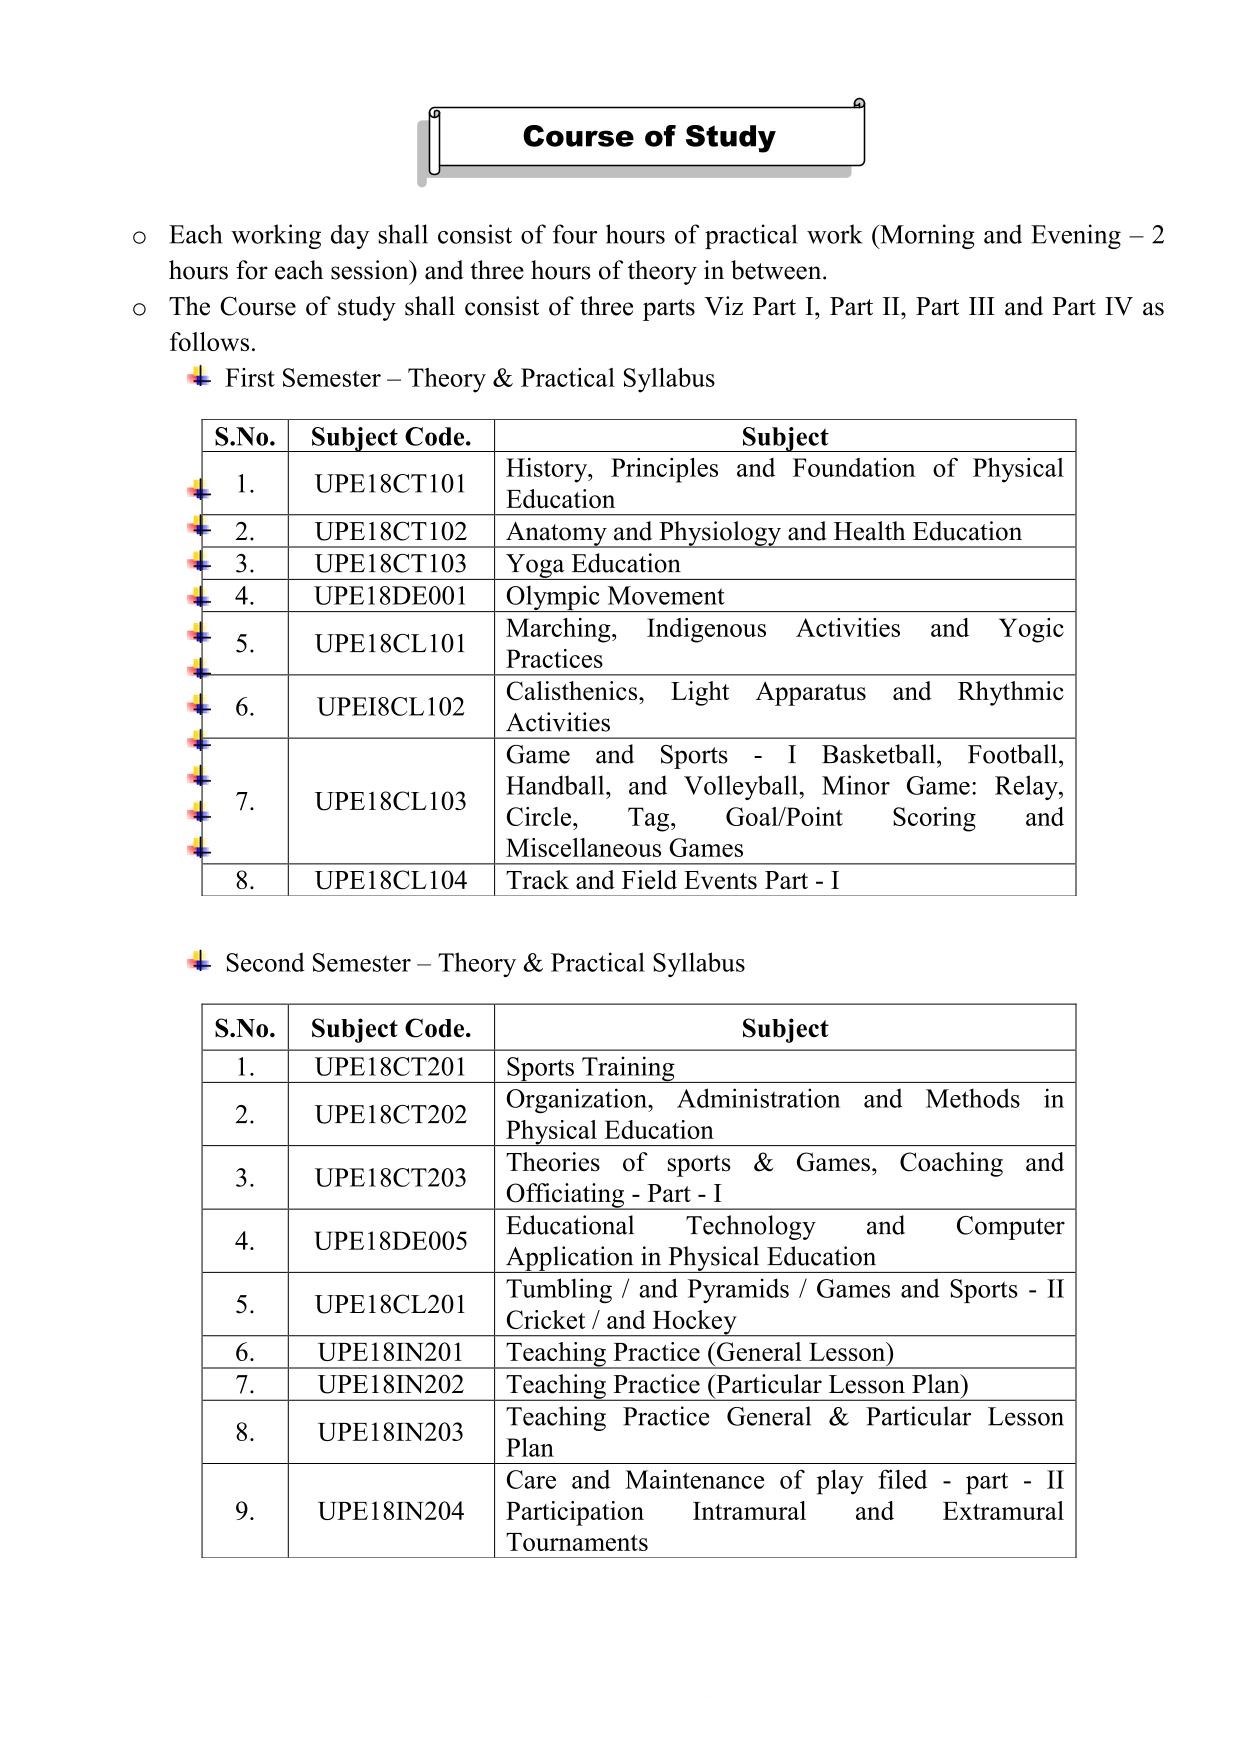 Course of Study
o Each working day shall consist of four hours of practical work (Morning and Evening – 2
hours for each session) and three hours of theory in between.
o The Course of study shall consist of three parts Viz Part I, Part II, Part III and Part IV as
follows.
First Semester – Theory & Practical Syllabus
S.No. Subject Code. Subject
1. UPE18CT101 History, Principles and Foundation of Physical
Education
2. UPE18CT102 Anatomy and Physiology and Health Education
3. UPE18CT103 Yoga Education
4. UPE18DE001 Olympic Movement
5. UPE18CL101 Marching, Indigenous Activities and Yogic
Practices
6. UPEI8CL102 Calisthenics, Light Apparatus and Rhythmic
Activities
7. UPE18CL103 Game and Sports - I Basketball, Football,
Handball, and Volleyball, Minor Game: Relay,
Circle, Tag, Goal/Point Scoring and
Miscellaneous Games
8. UPE18CL104 Track and Field Events Part - I
Second Semester – Theory & Practical Syllabus
S.No. Subject Code. Subject
1. UPE18CT201 Sports Training
2. UPE18CT202 Organization, Administration and Methods in
Physical Education
3. UPE18CT203 Theories of sports & Games, Coaching and
Officiating - Part - I
4. UPE18DE005 Educational Technology and Computer
Application in Physical Education
5. UPE18CL201 Tumbling / and Pyramids / Games and Sports - II
Cricket / and Hockey
6. UPE18IN201 Teaching Practice (General Lesson)
7. UPE18IN202 Teaching Practice (Particular Lesson Plan)
8. UPE18IN203 Teaching Practice General & Particular Lesson
Plan
9. UPE18IN204 Care and Maintenance of play filed - part - II
Participation Intramural and Extramural
Tournaments